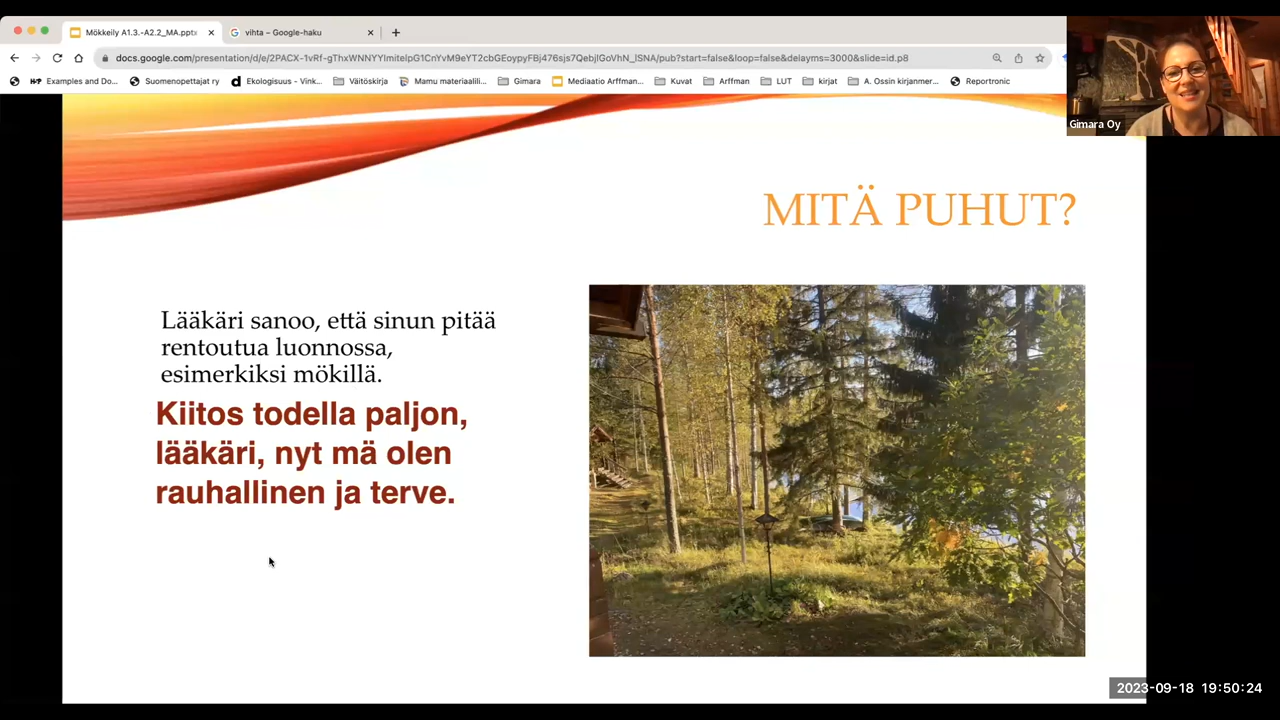 Mökkeily A1.3.-A2.2_MA.pptx
vihta – Google-haku
docs.google.com/presentation/d/e/2PACX-1vRf-gThxWNNYYlmitelpG1CnYvM9eYT2cbGEoypyFBj476sjs7QebjlGoVhN_lSNA/pub?start=false&loop=false&delayms=3000&slide=id.p8
Examples and Do...
Suomenopettajat ry
Ekologisuus - Vink...
Väitöskirja
Mamu materiaalili...
Gimara
Mediaatio Arffman...
Kuvat
Arffman
LUT
kirjat
A. Ossin kirjanmer...
Reportronic
Gimara Oy
MITÄ PUHUT?
Lääkäri sanoo, että sinun pitää
rentoutua luonnossa,
esimerkiksi mökillä.
Kiitos todella paljon,
lääkäri, nyt mä olen
rauhallinen ja terve.
2023-09-18 19:50:24